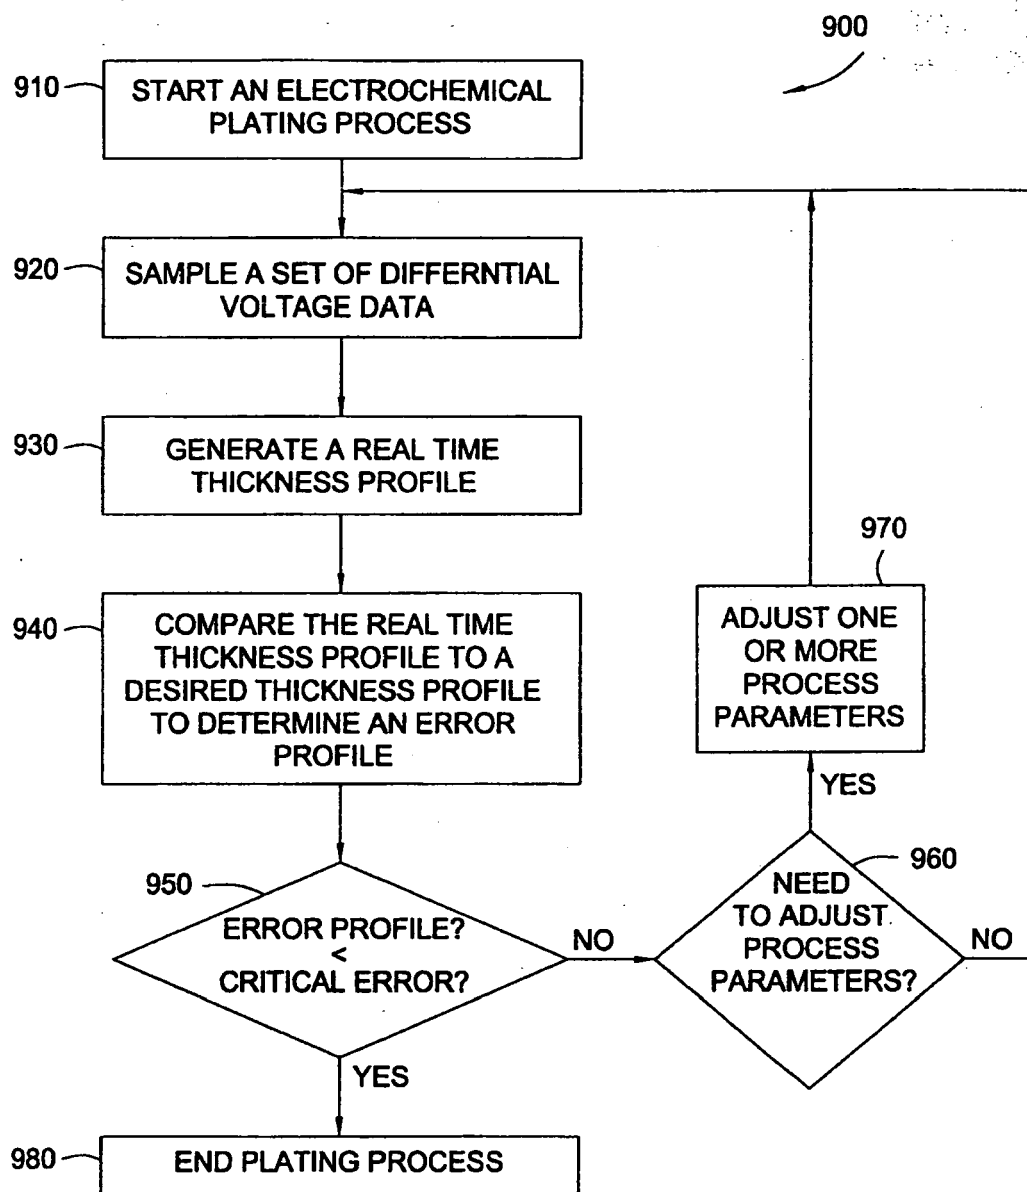 900
910
START AN ELECTROCHEMICAL
PLATING PROCESS
920
SAMPLE A SET OF DIFFERNTIAL
VOLTAGE DATA
930
GENERATE A REAL TIME
THICKNESS PROFILE
940
COMPARE THE REAL TIME
THICKNESS PROFILE TO A
DESIRED THICKNESS PROFILE
TO DETERMINE AN ERROR
PROFILE
970
ADJUST ONE
OR MORE
PROCESS
PARAMETERS
YES
950
ERROR PROFILE?
<
CRITICAL ERROR?
NO
960
NEED
TO ADJUST
PROCESS
PARAMETERS?
NO
YES
980
END PLATING PROCESS